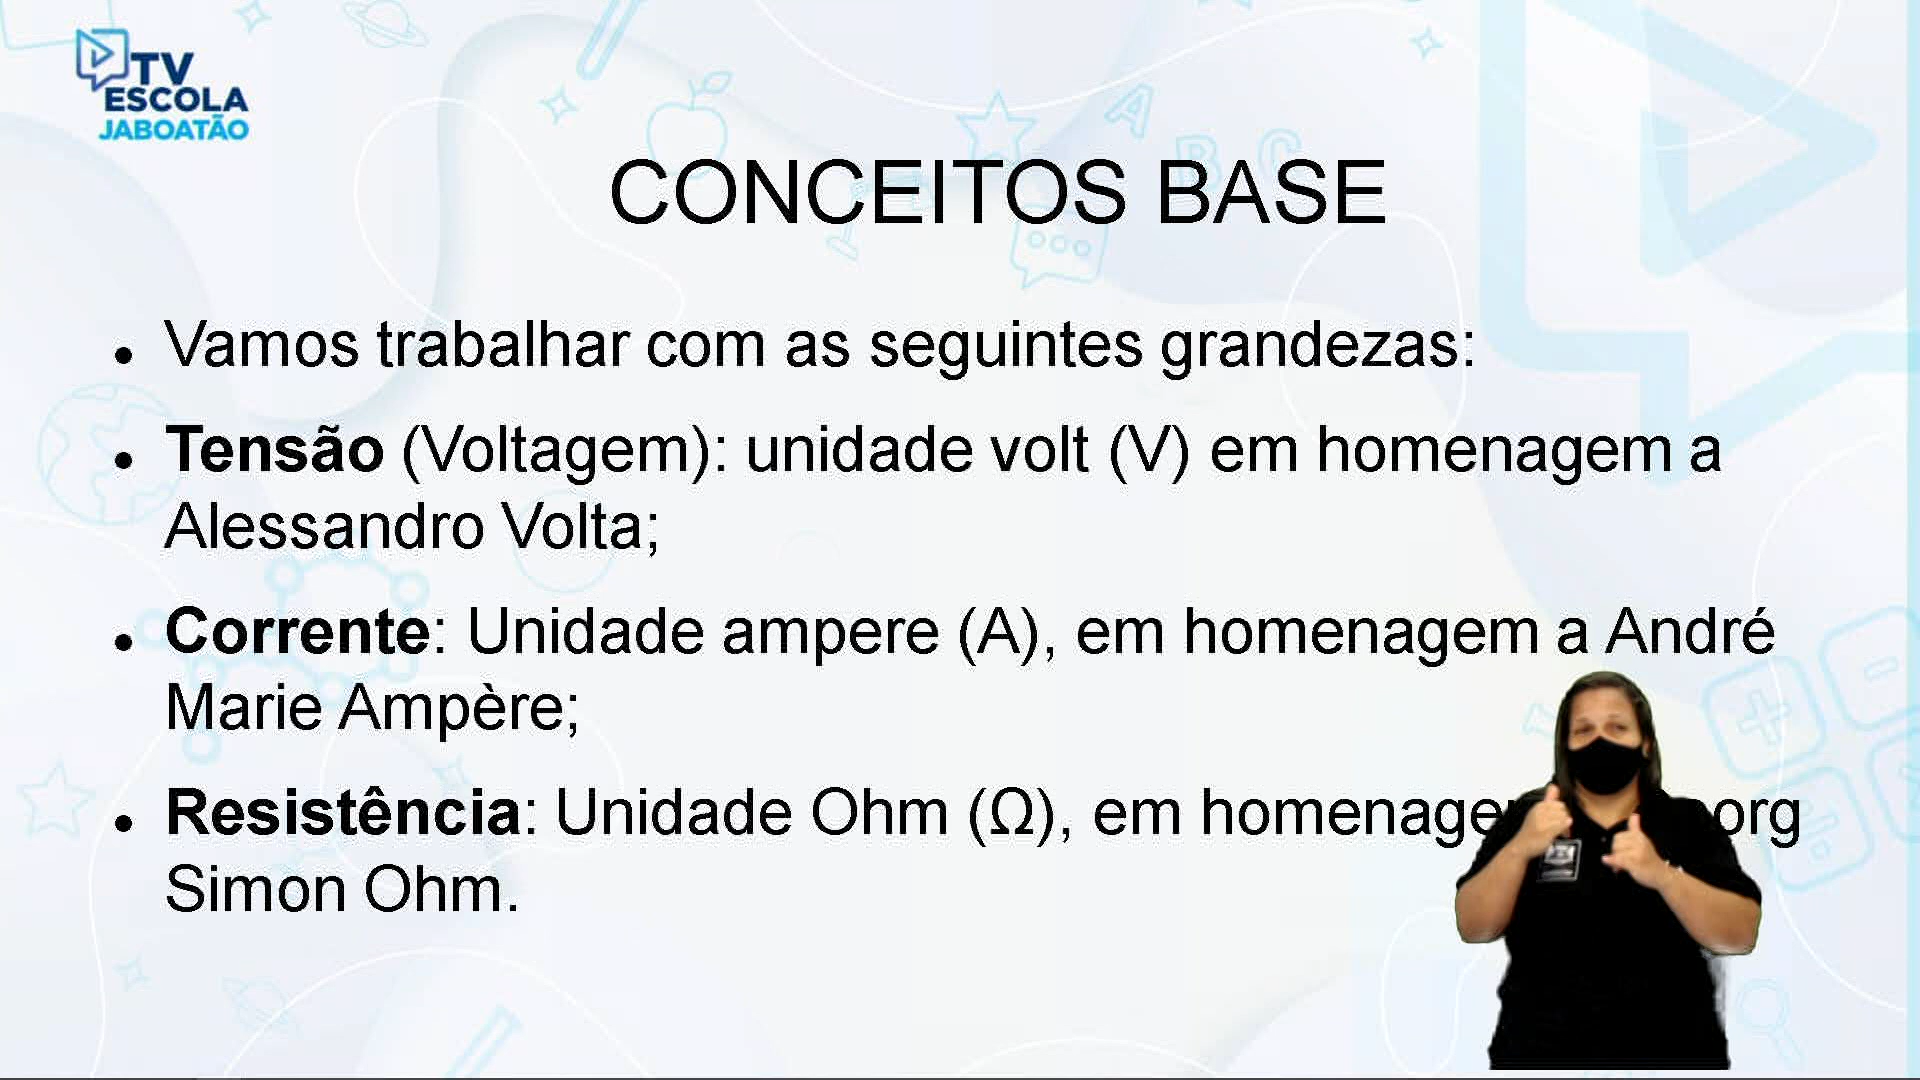 TV
ESCOLA
JABOATÃO
CONCEITOS BASE
Vamos trabalhar com as seguintes grandezas:
Tensão (Voltagem): unidade volt (V) em homenagem a
Alessandro Volta;
Corrente: Unidade ampere (A), em homenagem a André
Marie Ampère;
Resistência: Unidade Ohm (Ω), em
Simon Ohm.